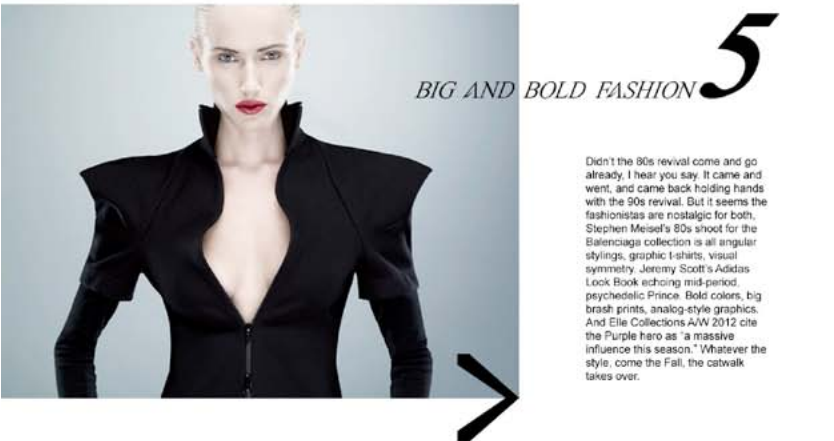 BIG AND BOLD FASHION 5
Didn't the 80s revival come and go
already, I hear you say. It came and
went, and came back holding hands
with the 90s revival. But it seems the
fashionistas are nostalgic for both.
Stephen Meisel's 80s shoot for the
Balenciaga collection is all angular
stylings, graphic t-shirts, visual
symmetry. Jeremy Scott's Adidas
Look Book echoing mid-period,
psychedelic Prince. Bold colors, big
brash prints, analog-style graphics.
And Elle Collections A/W 2012 cite
the Purple hero as "a massive
influence this season." Whatever the
style, come the Fall, the catwalk
takes over.